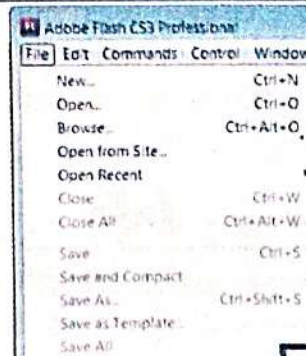 Adobe Flash CS3 Professional
File Edit Commands Control Window
New... Ctrl+N
Open... Ctrl+O
Browse... Ctrl+Alt+O
Open from Site...
Open Recent
Close Ctrl+W
Close All Ctrl+Alt+W
Save Ctrl+S
Save and Compact
Save As... Ctrl+Shift+S
Save as Template...
Save All